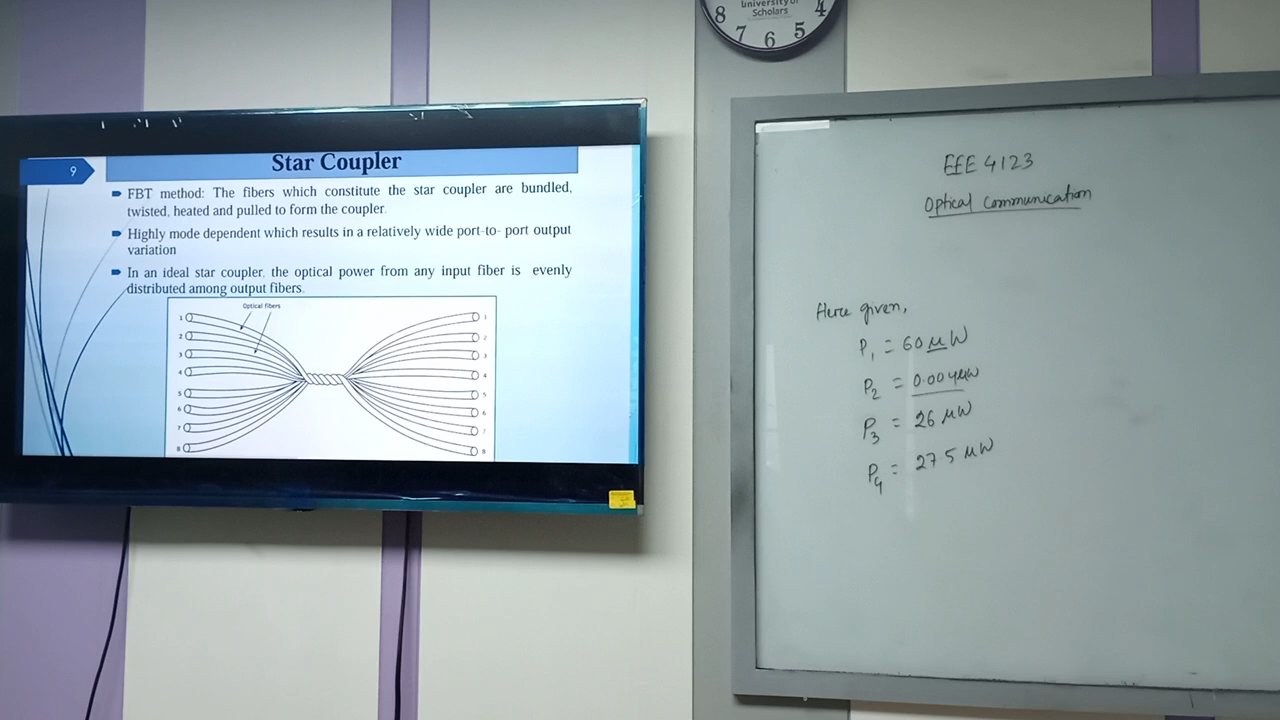 9
Star Coupler
FBT method: The fibers which constitute the star coupler are bundled,
twisted, heated and pulled to form the coupler.
Highly mode dependent which results in a relatively wide port-to- port output
variation
In an ideal star coupler, the optical power from any input fiber is evenly
distributed among output fibers.
Optical fibers
1 1
2 2
3 3
4 4
5 5
6 6
7 7
8 8
University of
Scholars
8 7 6 5 4
EEE 4123
Optical Communication
Here given,
P1 = 60 μW
P2 = 0.004μW
P3 = 26 μW
P4 = 27 5 μW